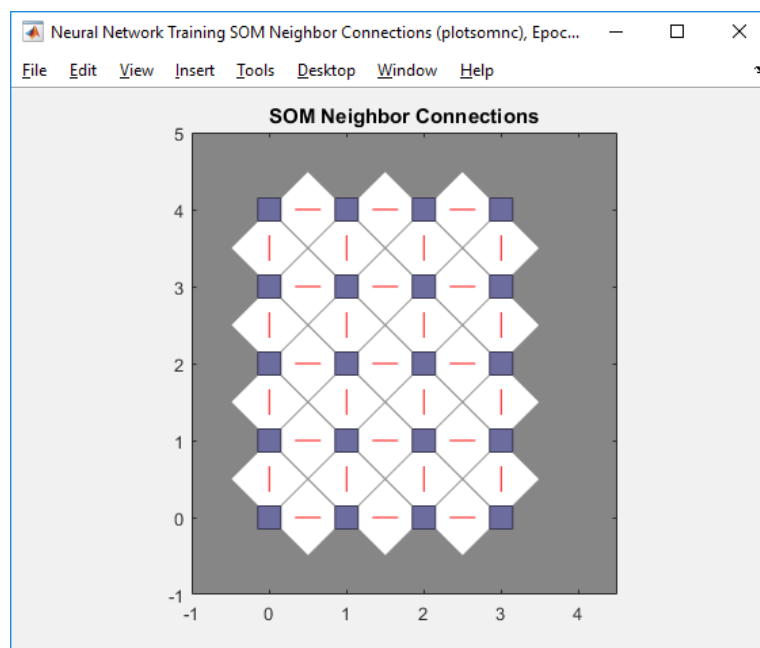 Neural Network Training SOM Neighbor Connections (plotsomnc), Epoc...
File Edit View Insert Tools Desktop Window Help
SOM Neighbor Connections
5
4
3
2
1
0
-1
-1 0 1 2 3 4